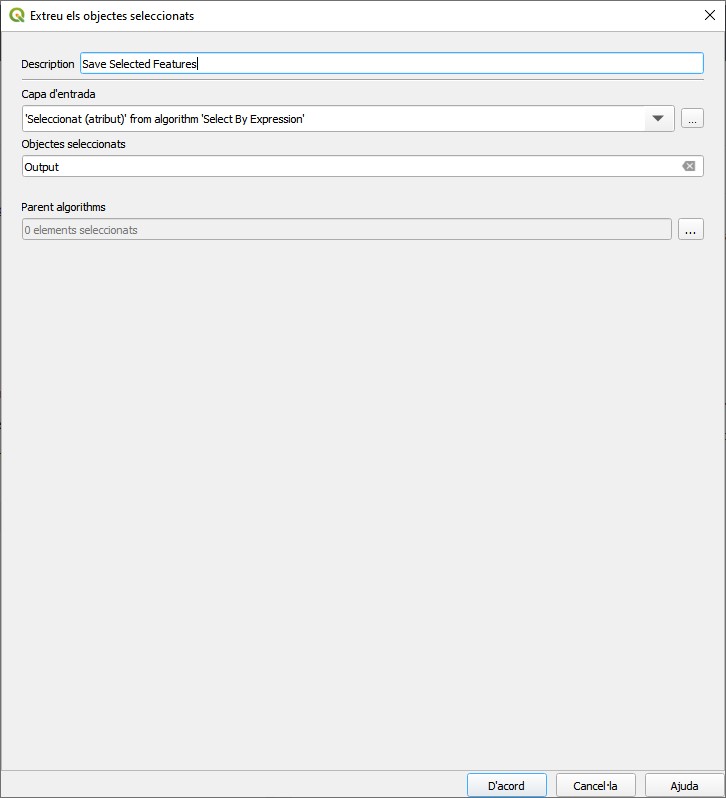 Extreu els objectes seleccionats
Description Save Selected Features
Capa d'entrada
'Seleccionat (atribut)' from algorithm 'Select By Expression'
...
Objectes seleccionats
Output
Parent algorithms
0 elements seleccionats
...
D'acord Cancel·la Ajuda